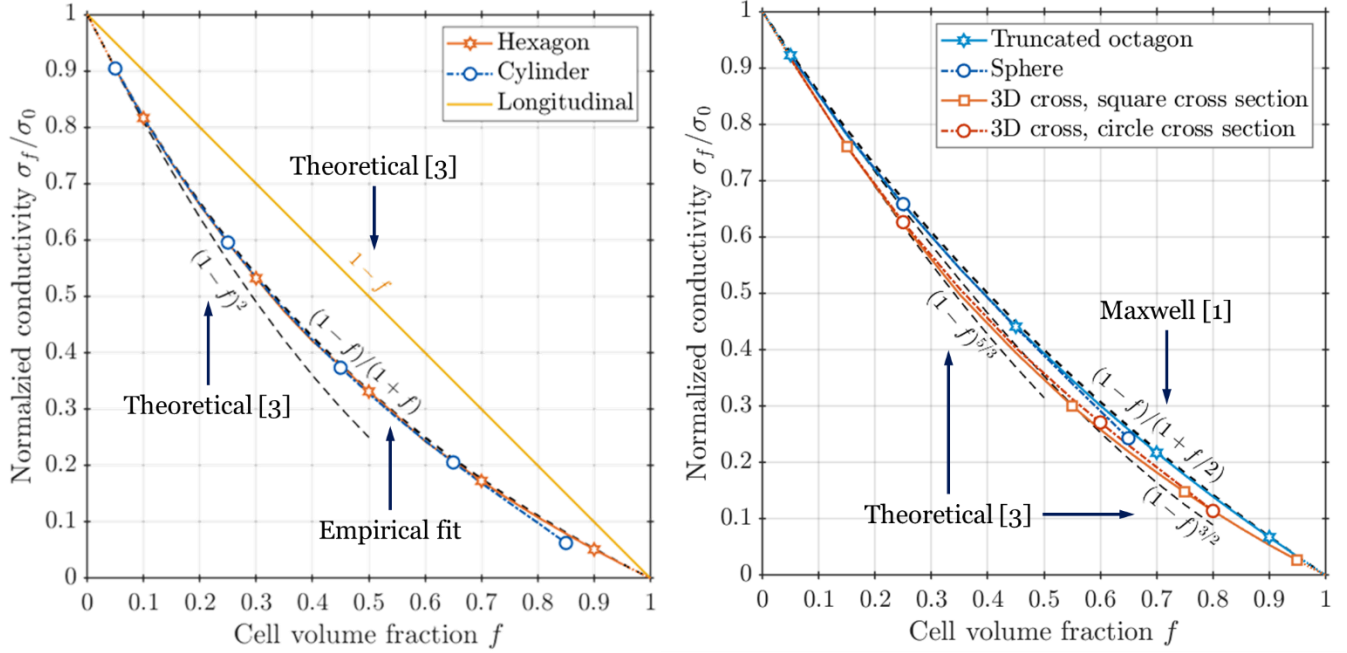 Normalzied conductivity σf/σ0
1
0.9
0.8
0.7
0.6
0.5
0.4
0.3
0.2
0.1
0
Hexagon
Cylinder
Longitudinal
Theoretical [3]
1 − f
(1 − f)^2
(1 − f)/(1 + f)
Theoretical [3]
Empirical fit
0 0.1 0.2 0.3 0.4 0.5 0.6 0.7 0.8 0.9 1
Cell volume fraction f
Normalzied conductivity σf/σ0
1
0.9
0.8
0.7
0.6
0.5
0.4
0.3
0.2
0.1
0
Truncated octagon
Sphere
3D cross, square cross section
3D cross, circle cross section
Maxwell [1]
(1 − f)^5/3
(1 − f)/(1 + f/2)
Theoretical [3]
(1 − f)^3/2
0 0.1 0.2 0.3 0.4 0.5 0.6 0.7 0.8 0.9 1
Cell volume fraction f